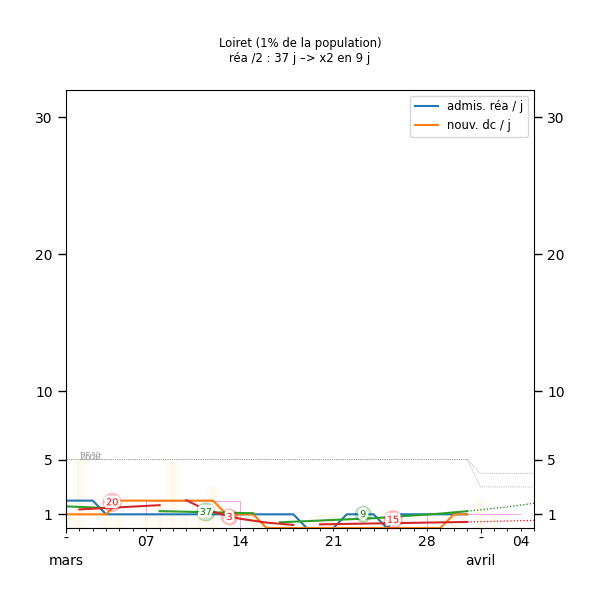 Loiret (1% de la population)
réa /2 : 37 j –> x2 en 9 j
admis. réa / j
nouv. dc / j
30 30
20 20
10 10
5 5
25%
20 37 3 9 15
1 1
07 14 21 28 - 04
mars avril